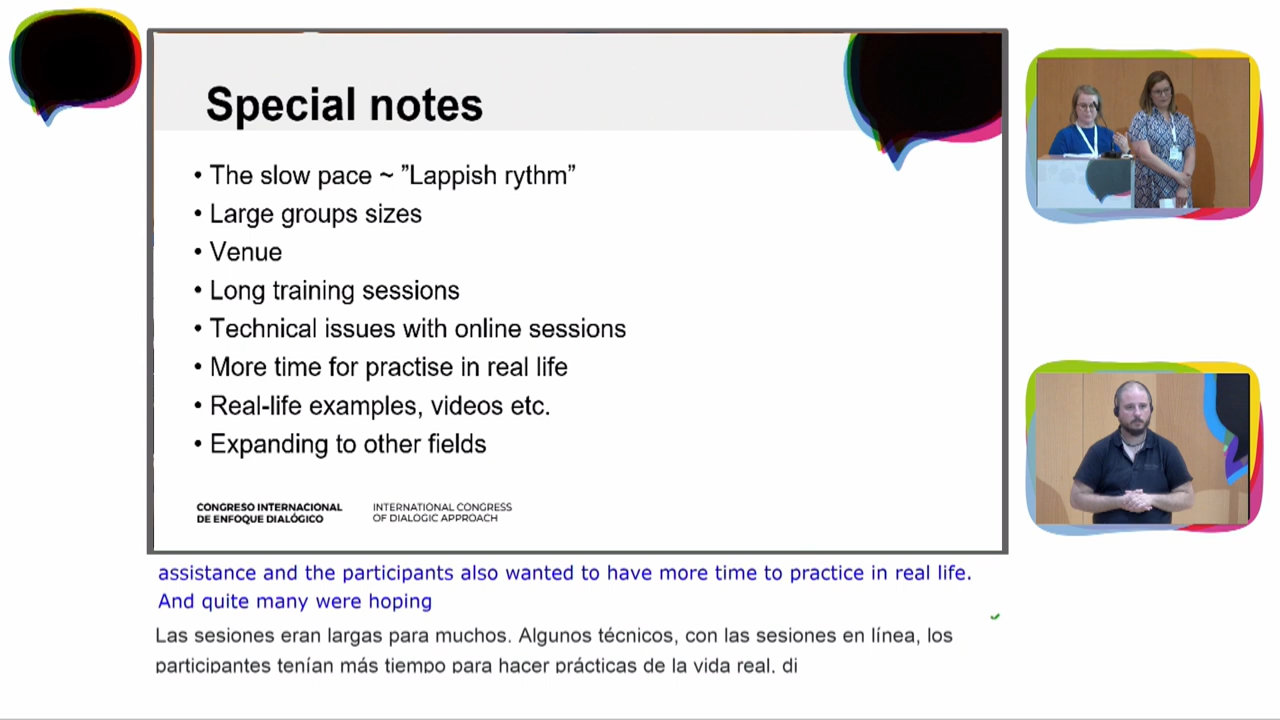 Special notes
• The slow pace ~ ”Lappish rythm”
• Large groups sizes
• Venue
• Long training sessions
• Technical issues with online sessions
• More time for practise in real life
• Real-life examples, videos etc.
• Expanding to other fields
CONGRESO INTERNACIONAL
DE ENFOQUE DIALÓGICO
INTERNATIONAL CONGRESS
OF DIALOGIC APPROACH
assistance and the participants also wanted to have more time to practice in real life.
And quite many were hoping
Las sesiones eran largas para muchos. Algunos técnicos, con las sesiones en línea, los
participantes tenían más tiempo para hacer prácticas de la vida real. di